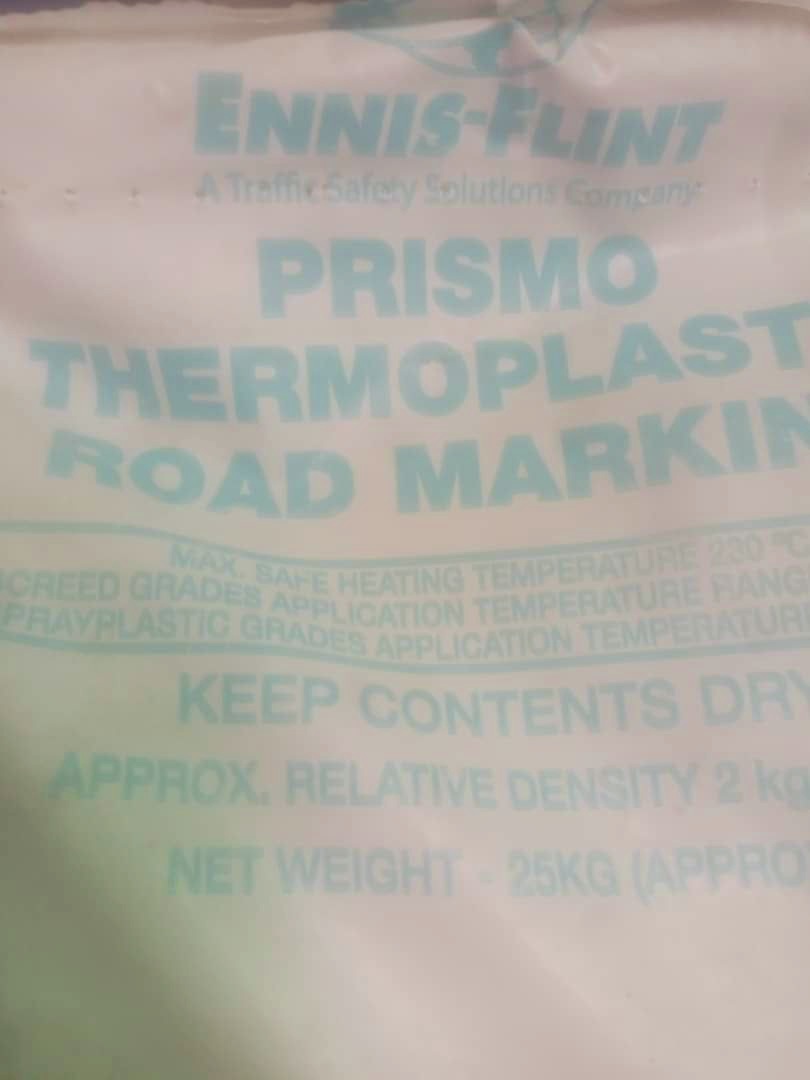 ENNIS-FLINT
A Traffic Safety Solutions Company
PRISMO
THERMOPLAST
ROAD MARKIN
MAX. SAFE HEATING TEMPERATURE 230 °C
CREED GRADES APPLICATION TEMPERATURE RANG
PRAYPLASTIC GRADES APPLICATION TEMPERATUR
KEEP CONTENTS DRY
APPROX. RELATIVE DENSITY 2 kg
NET WEIGHT - 25KG (APPRO